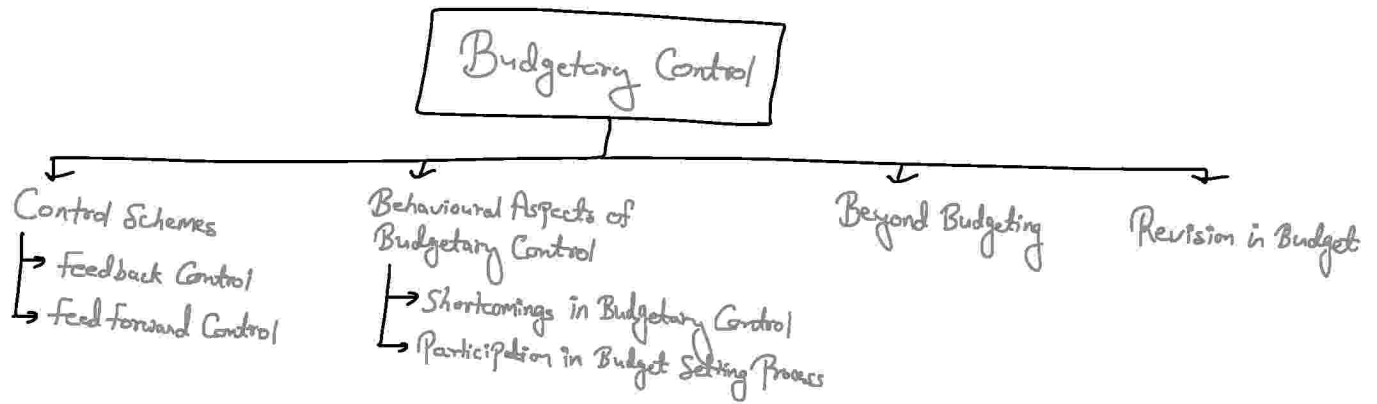 Budgetary Control
Control Schemes
Feedback Control
Feed forward Control
Behavioural Aspects of
Budgetary Control
Shortcomings in Budgetary Control
Participation in Budget Setting Process
Beyond Budgeting
Revision in Budget